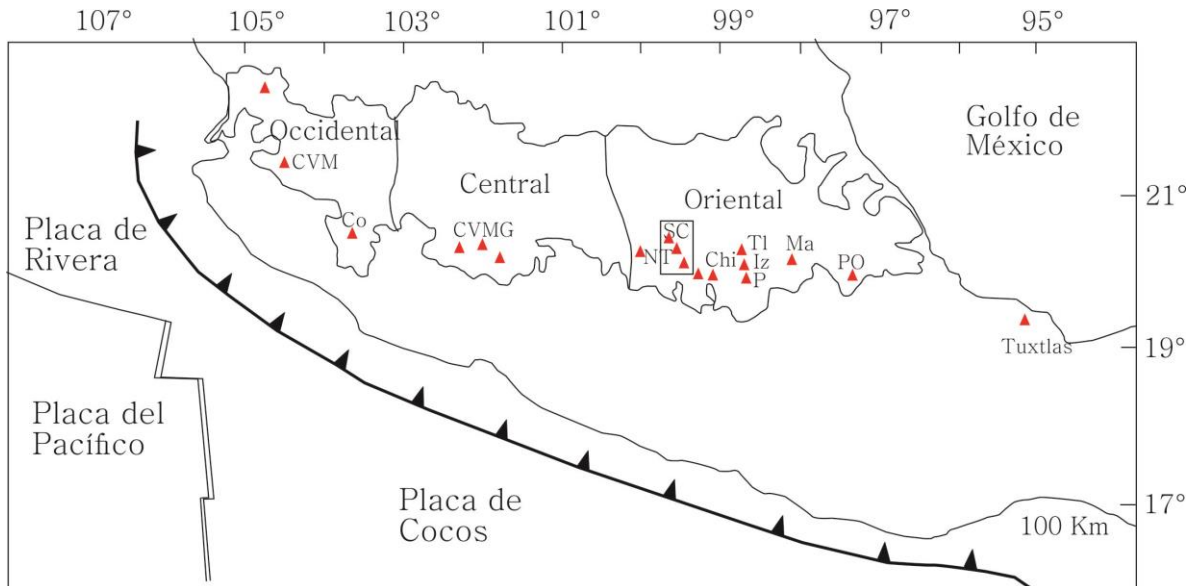 107°
105°
103°
101°
99°
97°
95°
Golfo de
México
Occidental
CVM
Central
Oriental
21°
Co
CVMG
SC
NT
Chi
Tl
Iz
P
Ma
PO
Placa de
Rivera
Tuxtlas
19°
Placa del
Pacífico
Placa de
Cocos
17°
100 Km